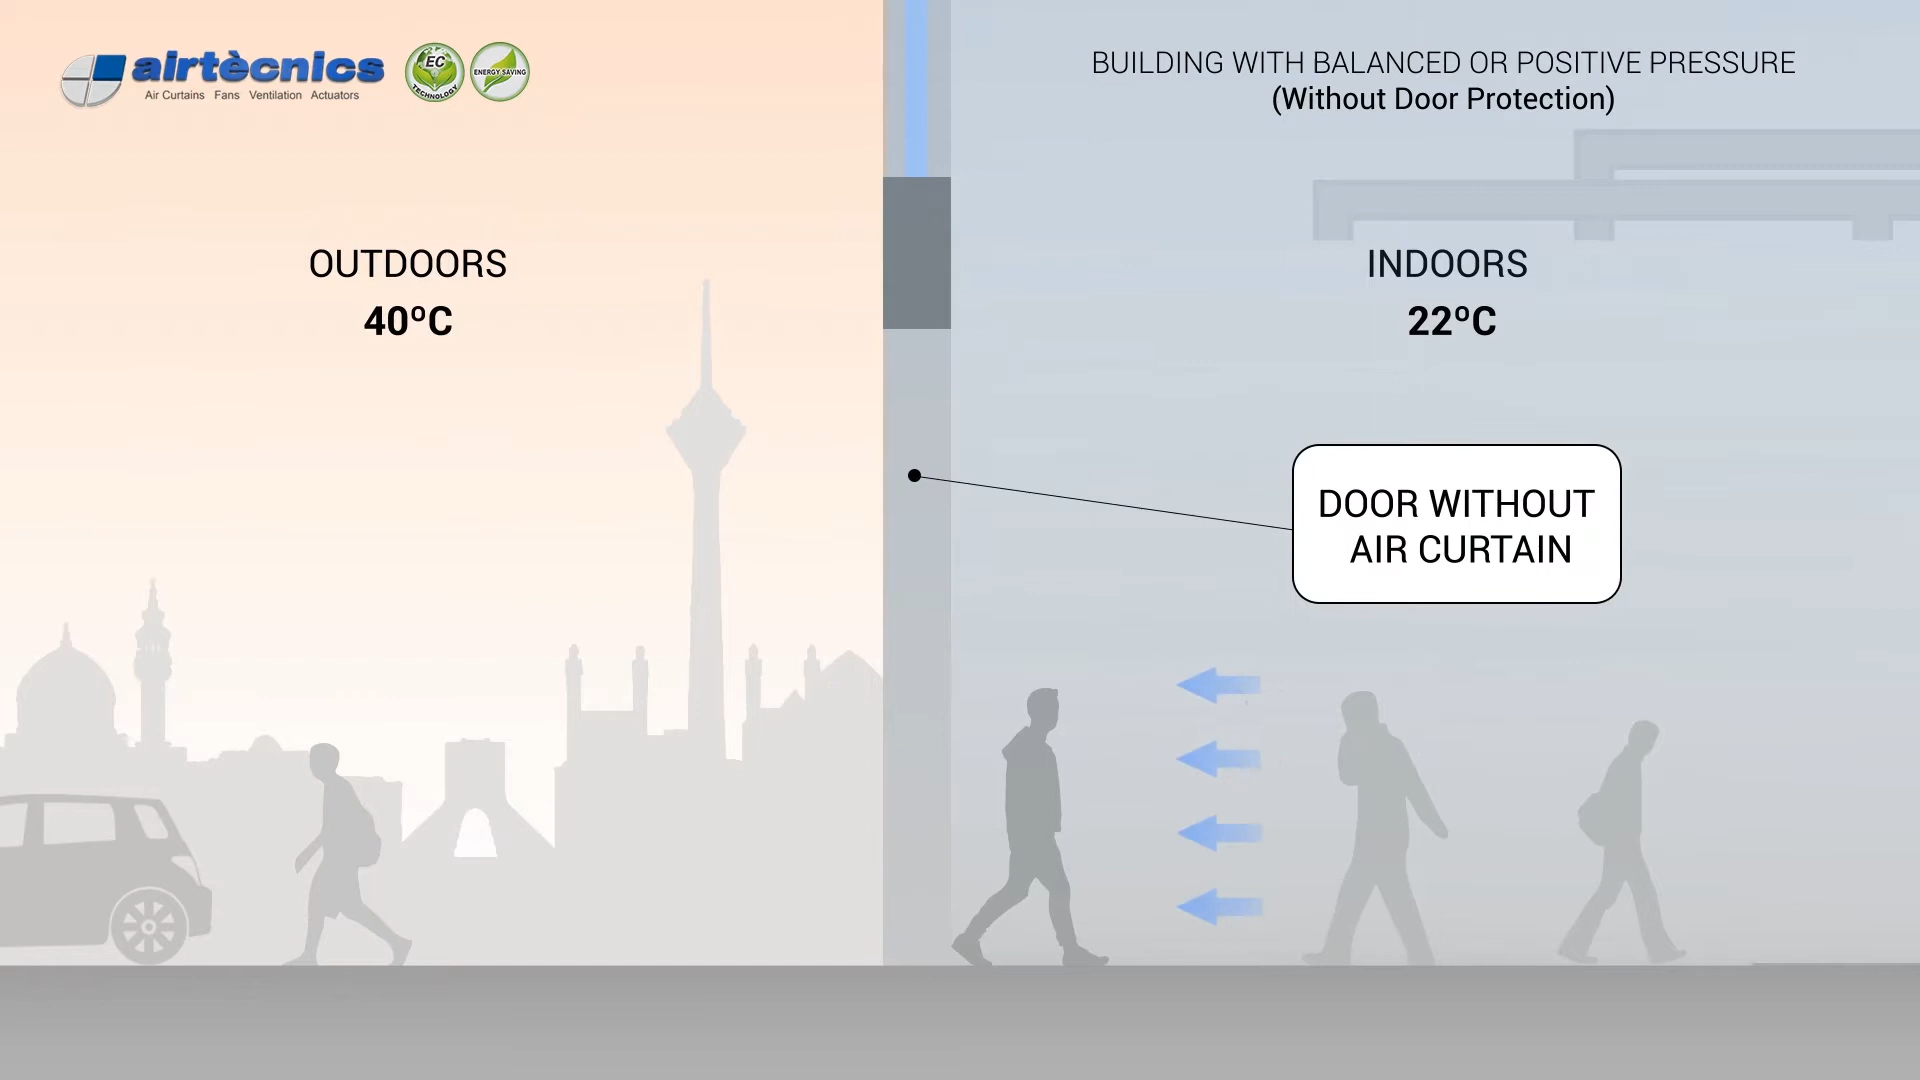 airtècnics
Air Curtains Fans Ventilation Actuators
EC
TECHNOLOGY
ENERGY SAVING
BUILDING WITH BALANCED OR POSITIVE PRESSURE
(Without Door Protection)
OUTDOORS
40ºC
INDOORS
22ºC
DOOR WITHOUT
AIR CURTAIN